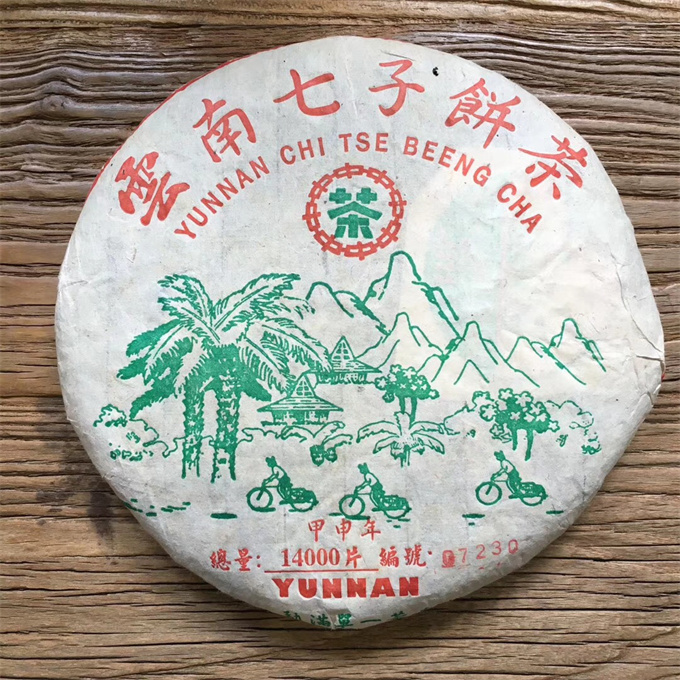 雲南七子餅茶
YUNNAN CHI TSE BEENG CHA
茶
甲申年
總量: 14000片 編號: 07230
YUNNAN